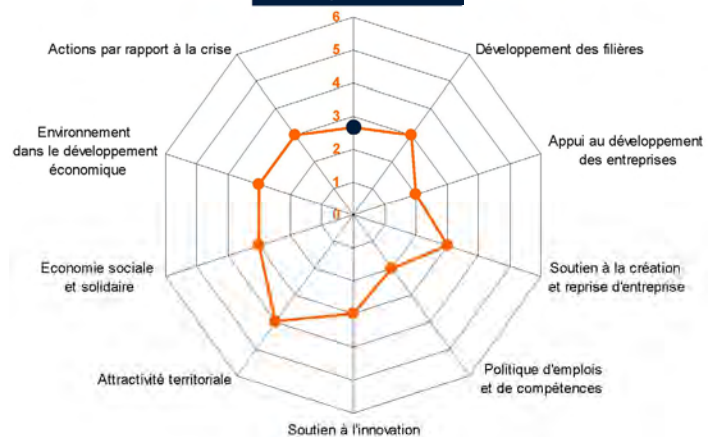 6
Actions par rapport à la crise
5
Développement des filières
4
3
Environnement
dans le développement
économique
2
Appui au développement
des entreprises
1
0
Economie sociale
et solidaire
Soutien à la création
et reprise d'entreprise
Attractivité territoriale
Politique d'emplois
et de compétences
Soutien à l'innovation